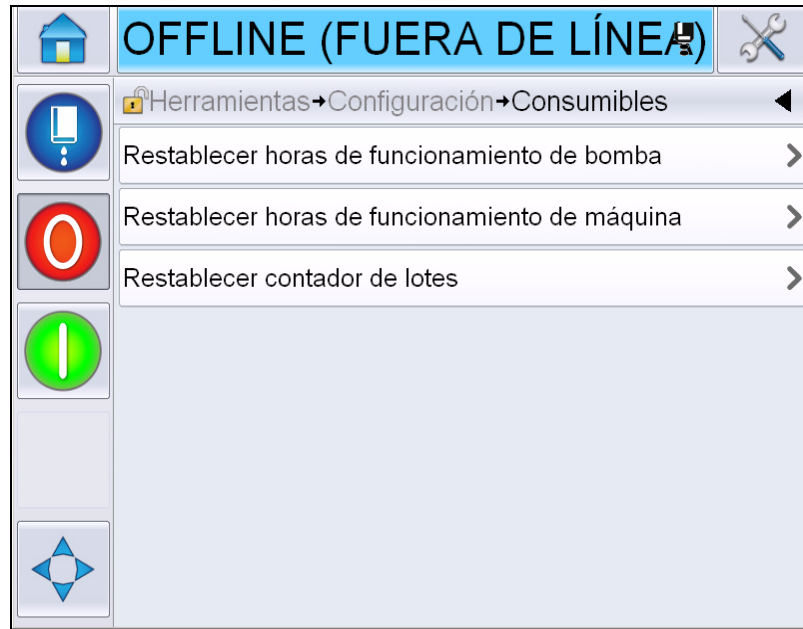 OFFLINE (FUERA DE LÍNEA)
Herramientas→Configuración→Consumibles
Restablecer horas de funcionamiento de bomba
Restablecer horas de funcionamiento de máquina
Restablecer contador de lotes